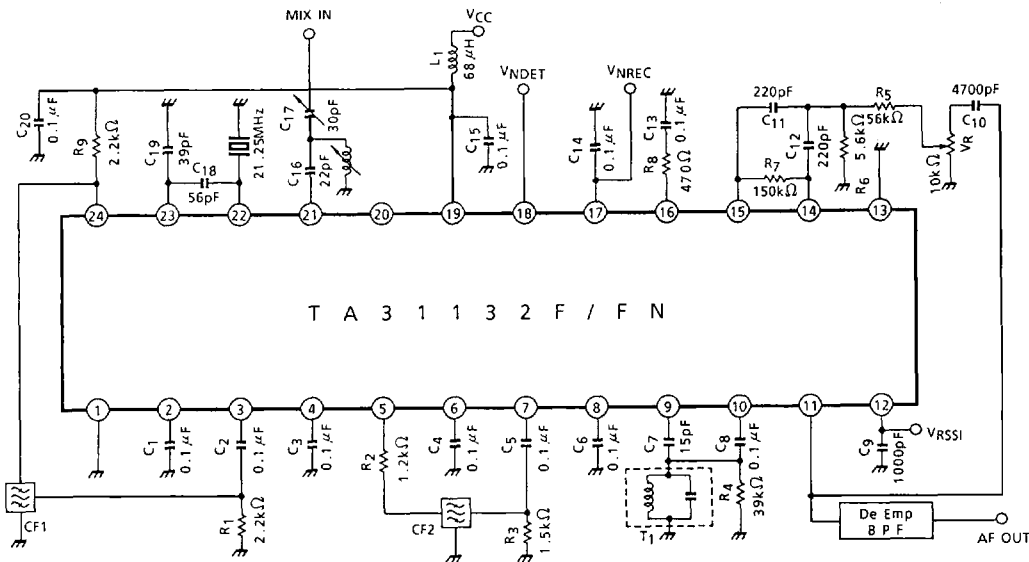 MIX IN
VCC
L1
68µH
VNDET
VNREC
C20
0.1µF
R9
2.2kΩ
C19
39pF
C18
56pF
21.25MHz
C17
30pF
C16
22pF
C15
0.1µF
C14
0.1µF
C13
0.1µF
R8
470Ω
220pF
C11
C12
220pF
R7
150kΩ
R6
5.6kΩ
R5
56kΩ
4700pF
C10
VR
10kΩ
24
23
22
21
20
19
18
17
16
15
14
13
TA31132F/FN
1
2
3
4
5
6
7
8
9
10
11
12
C1
0.1µF
C2
0.1µF
C3
0.1µF
R2
1.2kΩ
C4
0.1µF
C5
0.1µF
C6
0.1µF
C7
15pF
C8
0.1µF
C9
1000pF
VRSSI
CF1
R1
2.2kΩ
CF2
R3
1.5kΩ
T1
R4
39kΩ
De Emp
BPF
AF OUT